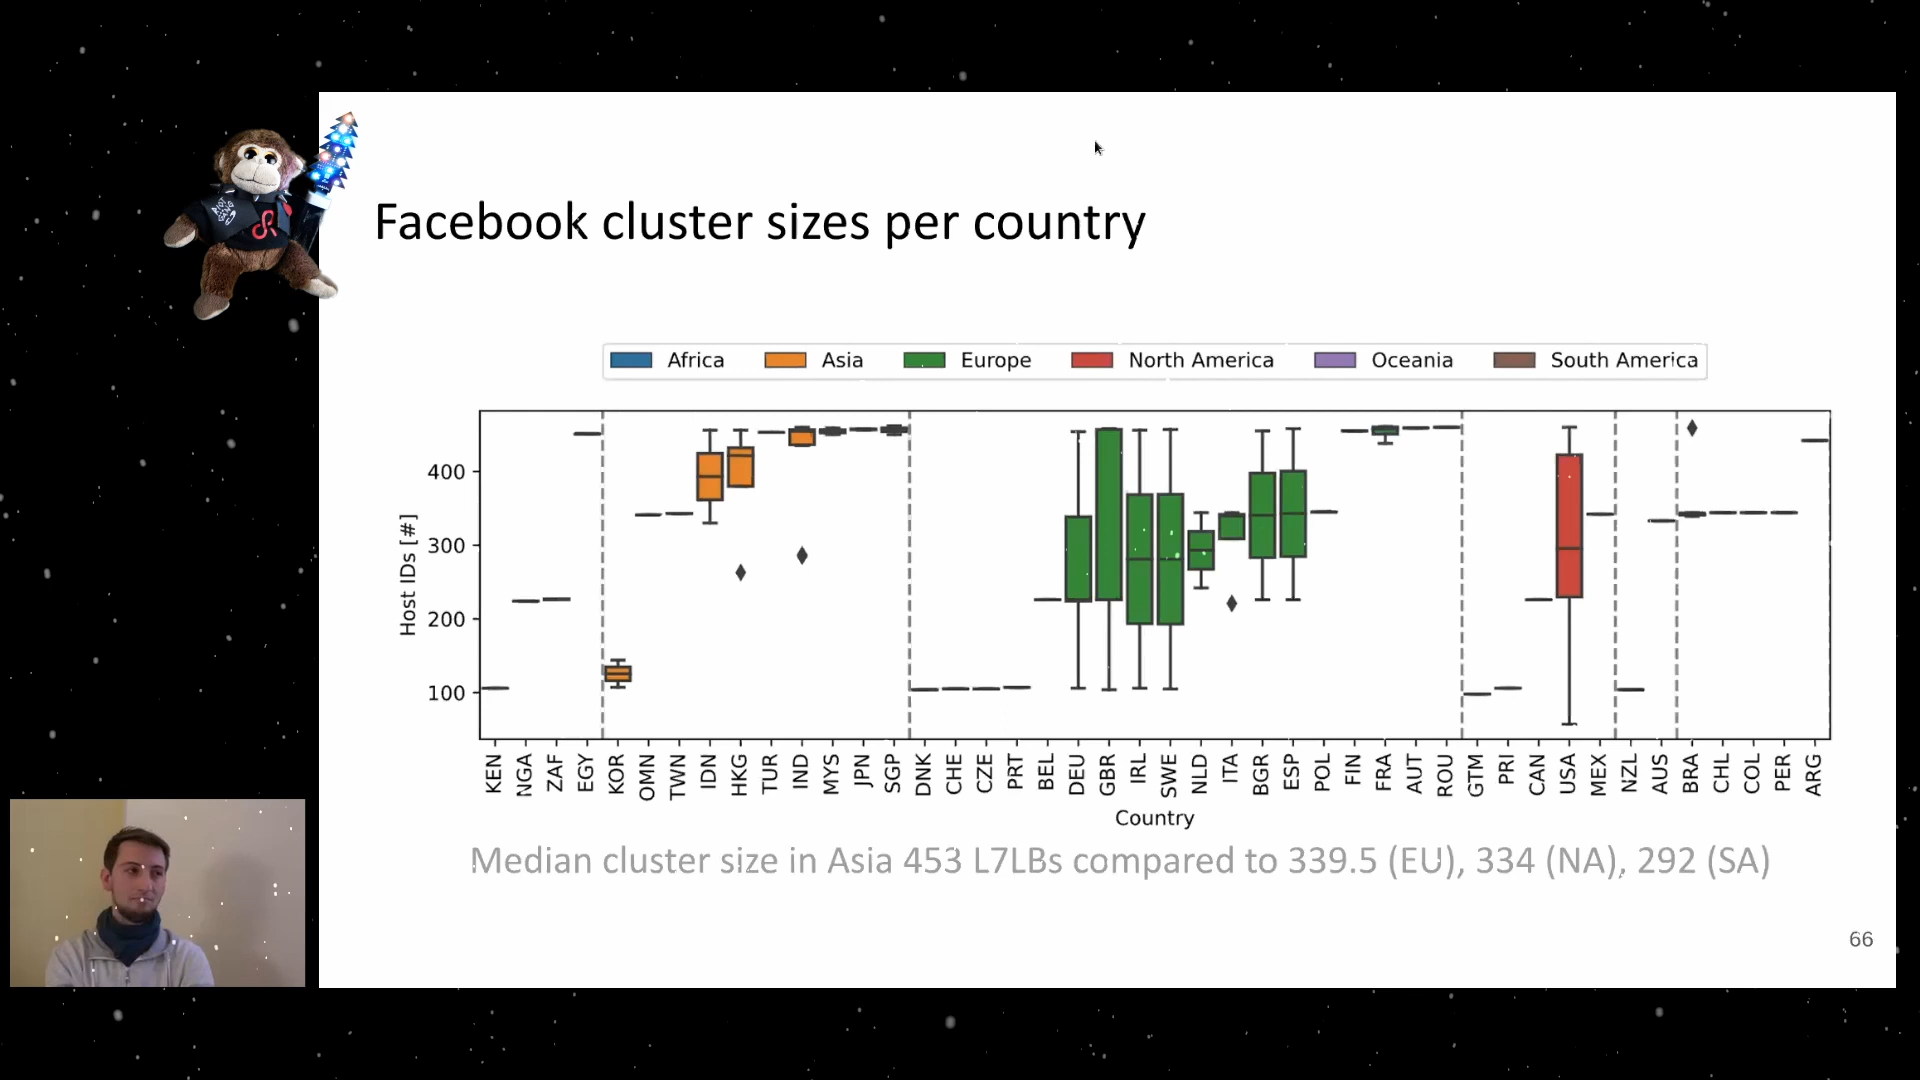 Facebook cluster sizes per country
Africa Asia Europe North America Oceania South America
400
300
200
100
Host IDs [#]
KEN NGA ZAF EGY KOR OMN TWN IDN HKG TUR IND MYS JPN SGP DNK CHE CZE PRT BEL DEU GBR IRL SWE NLD ITA BGR ESP POL FIN FRA AUT ROU GTM PRI CAN USA MEX NZL AUS BRA CHL COL PER ARG
Country
Median cluster size in Asia 453 L7LBs compared to 339.5 (EU), 334 (NA), 292 (SA)
66